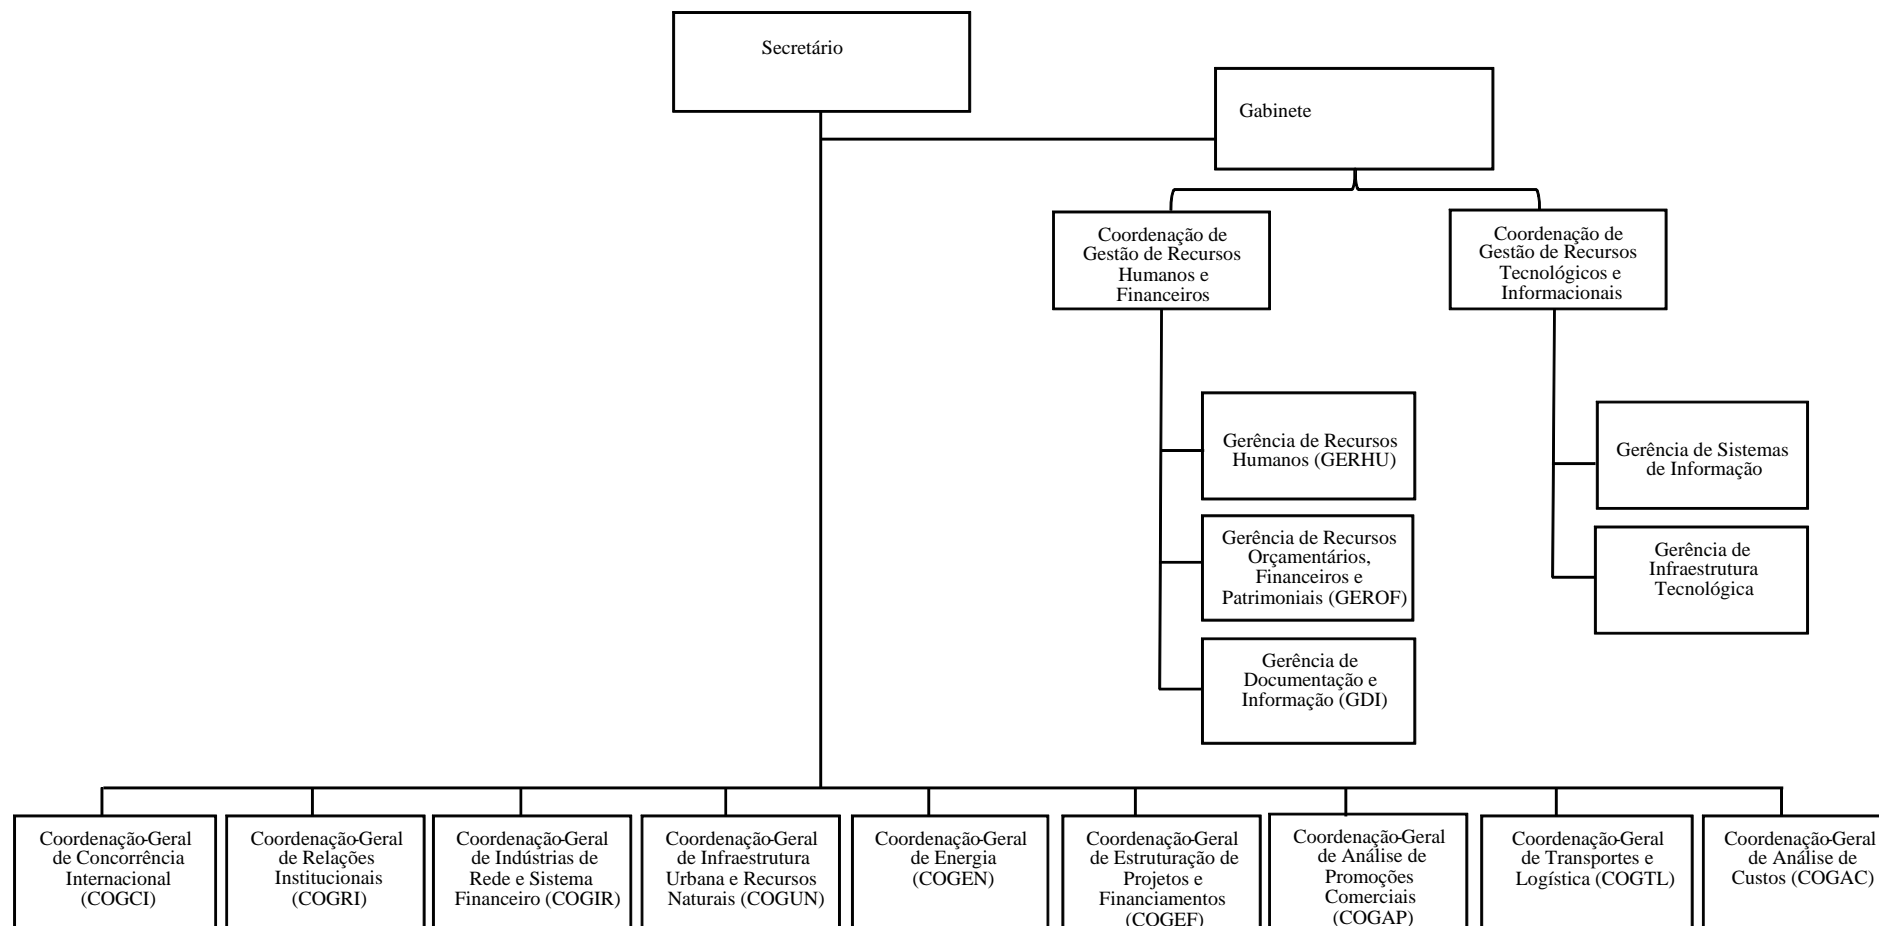 Secretário
Gabinete
Coordenação de
Gestão de Recursos
Humanos e
Financeiros
Coordenação de
Gestão de Recursos
Tecnológicos e
Informacionais
Gerência de Recursos
Humanos (GERHU)
Gerência de Recursos
Orçamentários,
Financeiros e
Patrimoniais (GEROF)
Gerência de
Documentação e
Informação (GDI)
Gerência de Sistemas
de Informação
Gerência de
Infraestrutura
Tecnológica
Coordenação-Geral
de Concorrência
Internacional
(COGCI)
Coordenação-Geral
de Relações
Institucionais
(COGRI)
Coordenação-Geral
de Indústrias de
Rede e Sistema
Financeiro (COGIR)
Coordenação-Geral
de Infraestrutura
Urbana e Recursos
Naturais (COGUN)
Coordenação-Geral
de Energia
(COGEN)
Coordenação-Geral
de Estruturação de
Projetos e
Financiamentos
(COGEF)
Coordenação-Geral
de Análise de
Promoções
Comerciais
(COGAP)
Coordenação-Geral
de Transportes e
Logística (COGTL)
Coordenação-Geral
de Análise de
Custos (COGAC)